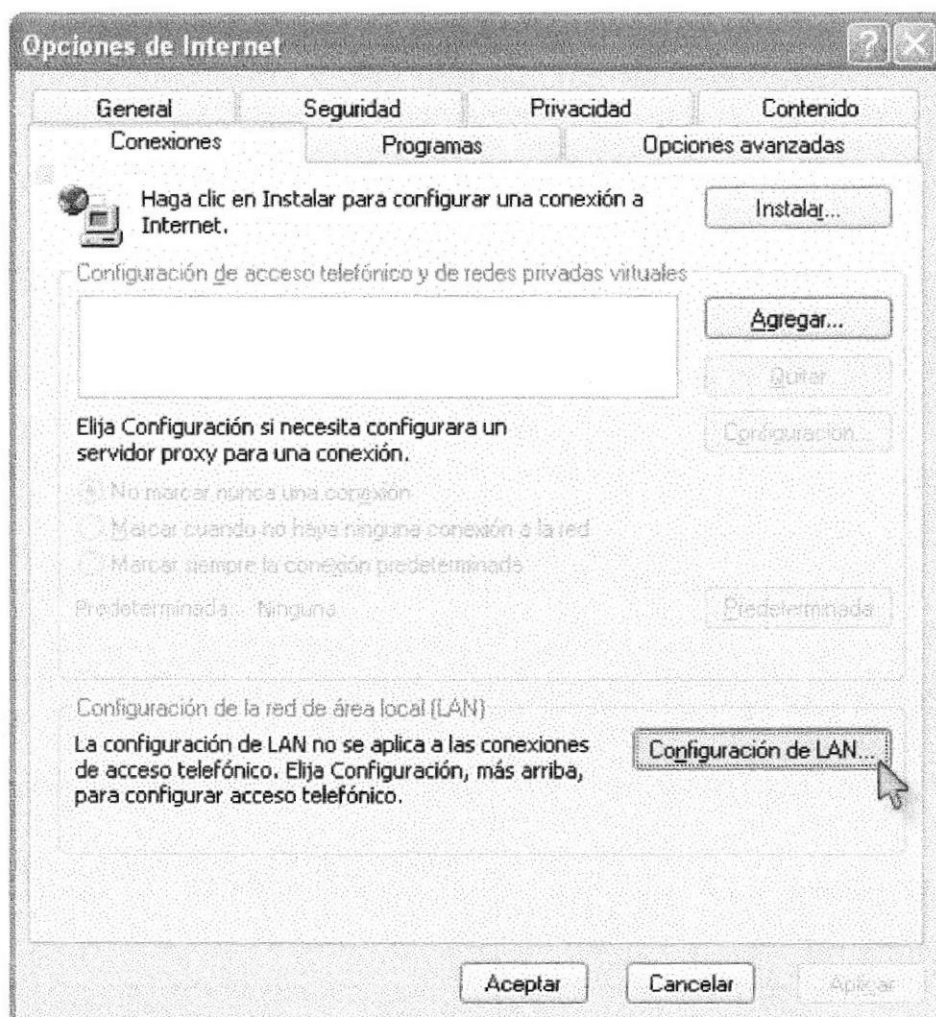 Opciones de Internet
General Seguridad Privacidad Contenido
Conexiones Programas Opciones avanzadas
Haga clic en Instalar para configurar una conexión a
Internet.
Instalar...
Configuración de acceso telefónico y de redes privadas virtuales
Agregar...
Quitar
Elija Configuración si necesita configurara un
servidor proxy para una conexión.
Configuración...
No marcar nunca una conexión
Marcar cuando no haya ninguna conexión a la red
Marcar siempre la conexión predeterminada
Predeterminada Ninguna Predeterminada
Configuración de la red de área local (LAN)
La configuración de LAN no se aplica a las conexiones
de acceso telefónico. Elija Configuración, más arriba,
para configurar acceso telefónico.
Configuración de LAN...
Aceptar Cancelar Aplicar